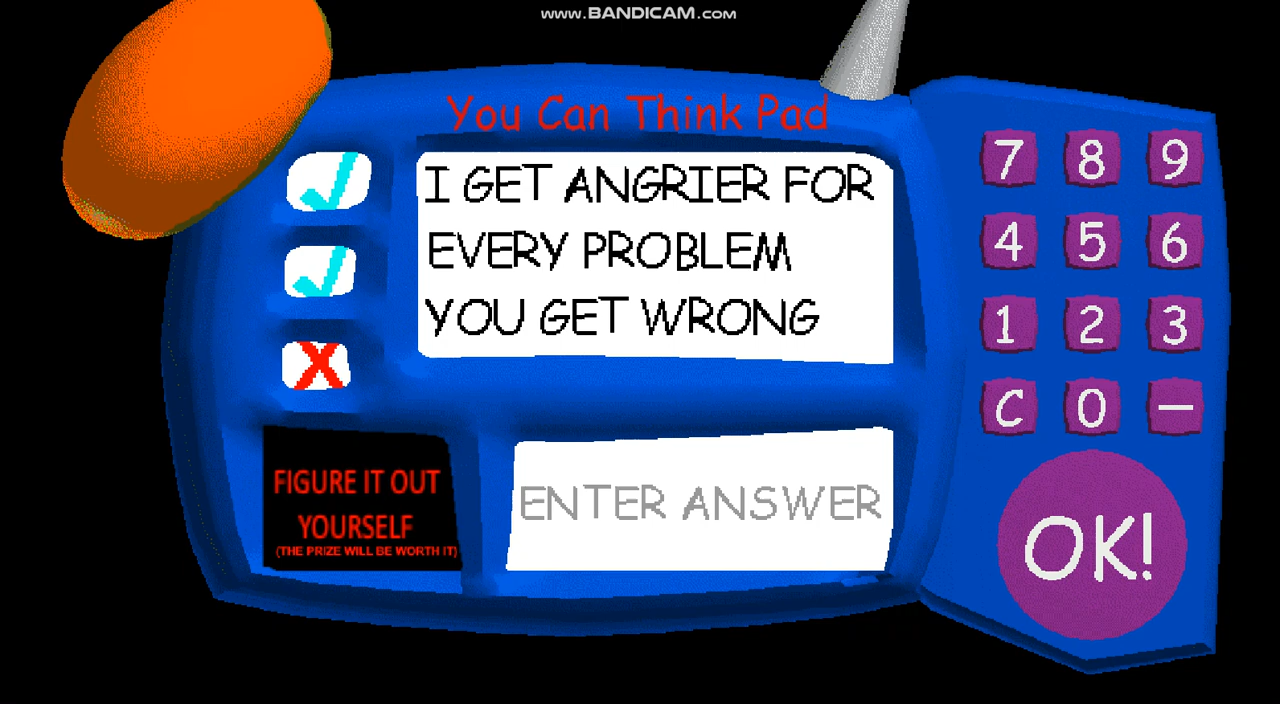 www.BANDICAM.com
You Can Think Pad
I GET ANGRIER FOR
EVERY PROBLEM
YOU GET WRONG
7 8 9
4 5 6
1 2 3
C 0 –
FIGURE IT OUT
YOURSELF
(THE PRIZE WILL BE WORTH IT)
ENTER ANSWER
OK!